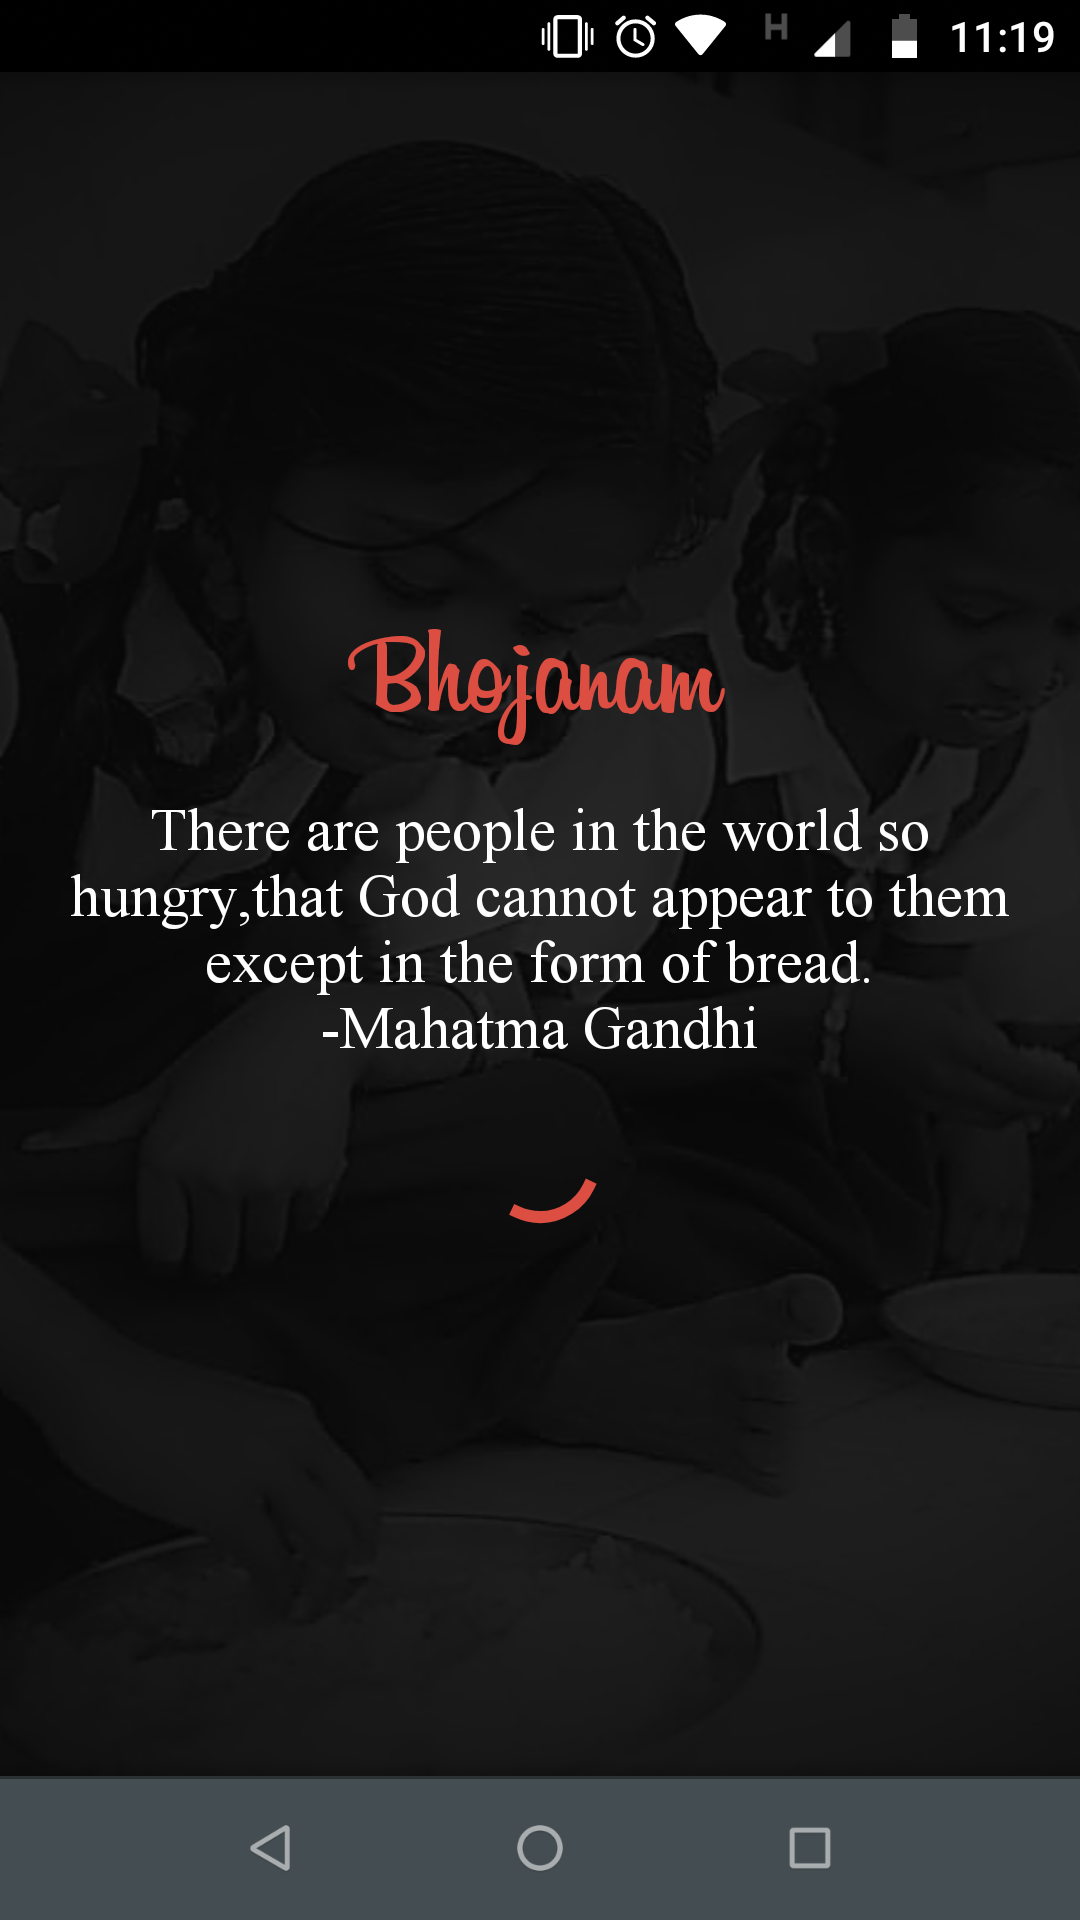 H 11:19
Bhojanam
There are people in the world so
hungry,that God cannot appear to them
except in the form of bread.
-Mahatma Gandhi